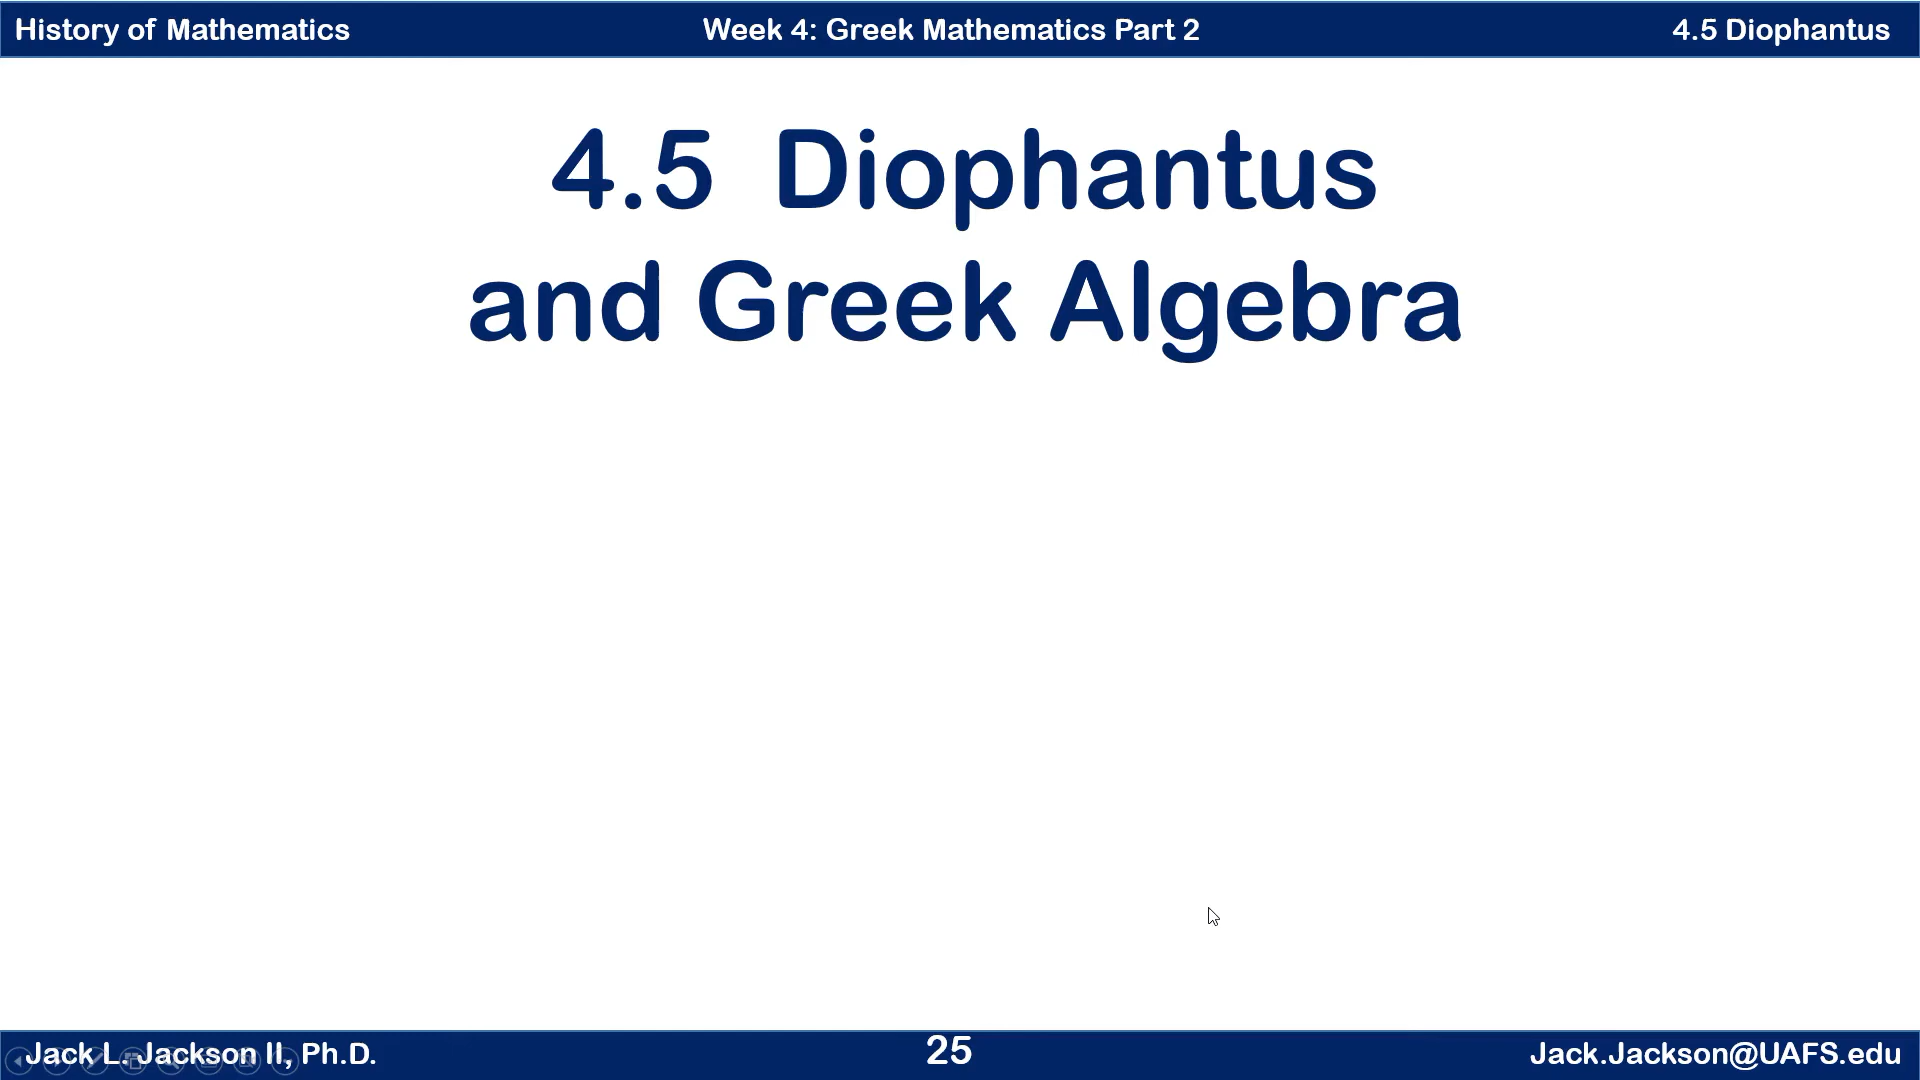 History of Mathematics
Week 4: Greek Mathematics Part 2
4.5 Diophantus
4.5 Diophantus
and Greek Algebra
Jack L. Jackson II, Ph.D.
25
Jack.Jackson@UAFS.edu